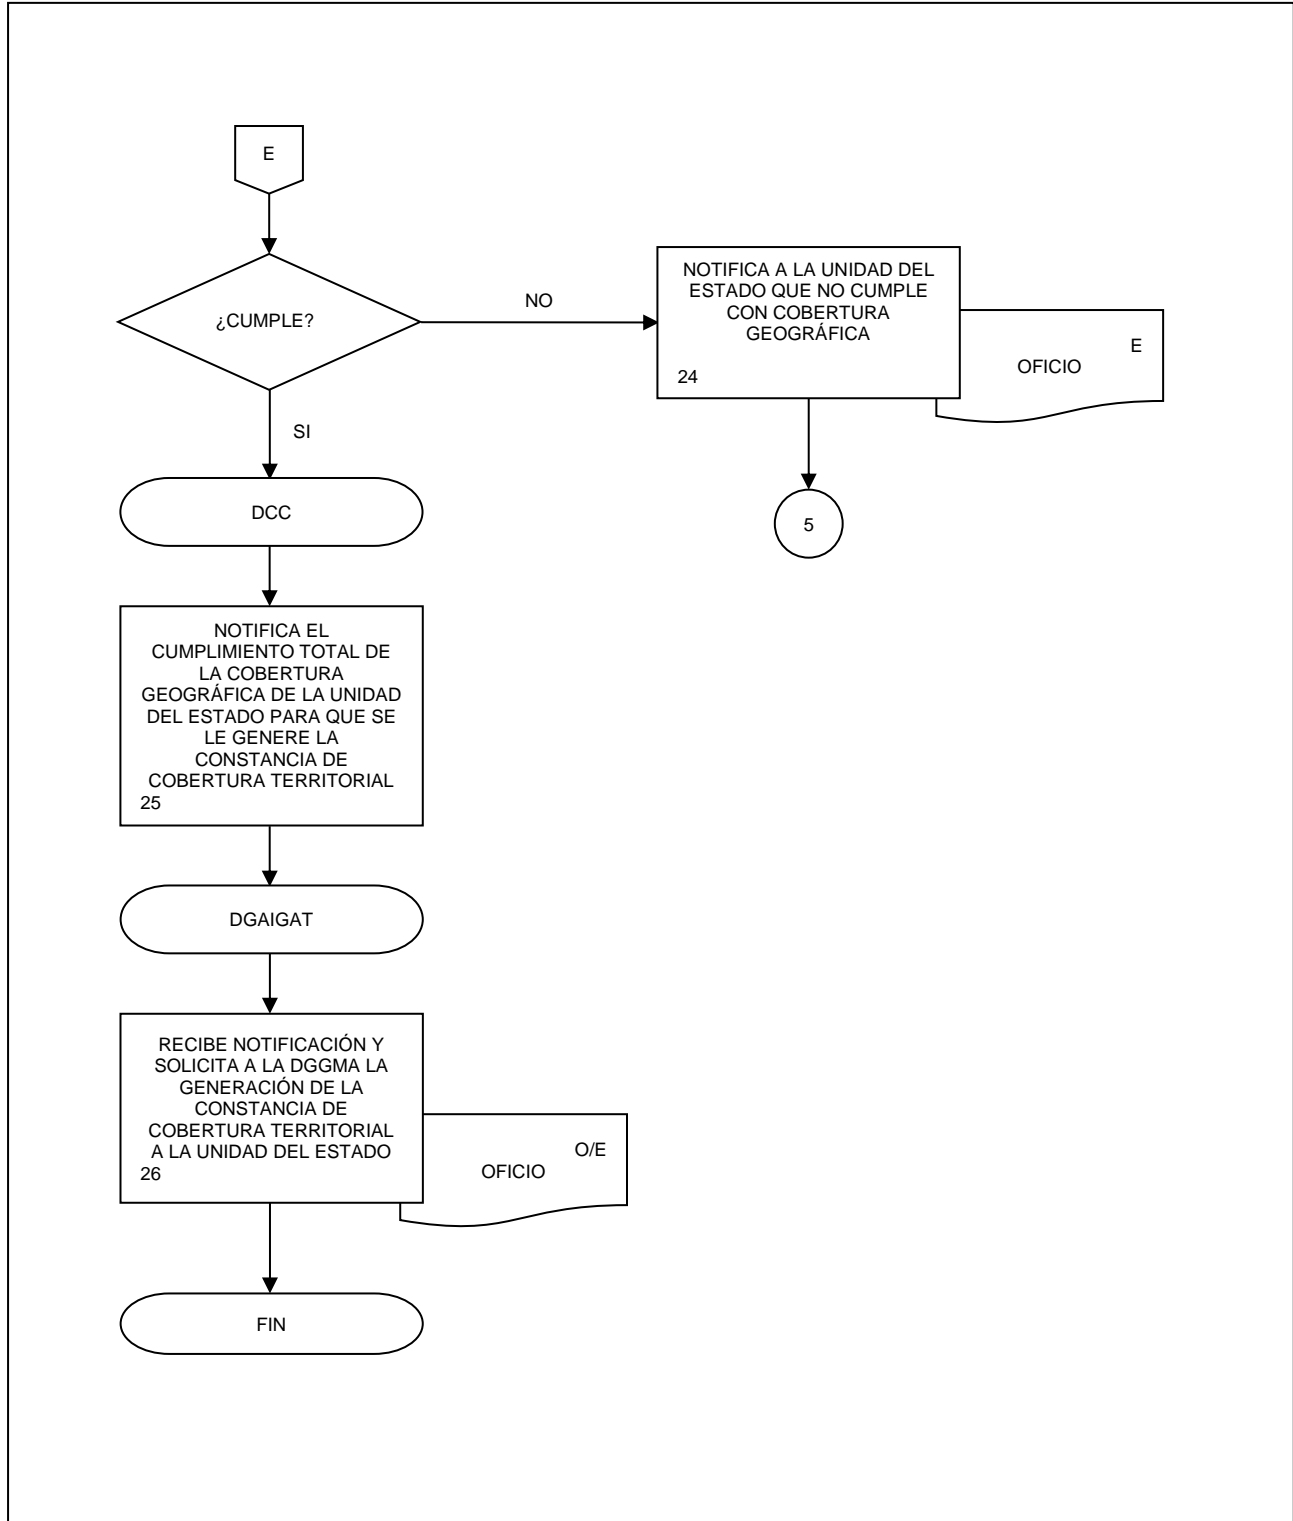 E
¿CUMPLE?
NO
NOTIFICA A LA UNIDAD DEL
ESTADO QUE NO CUMPLE
CON COBERTURA
GEOGRÁFICA
24
E
OFICIO
5
SI
DCC
NOTIFICA EL
CUMPLIMIENTO TOTAL DE
LA COBERTURA
GEOGRÁFICA DE LA UNIDAD
DEL ESTADO PARA QUE SE
LE GENERE LA
CONSTANCIA DE
COBERTURA TERRITORIAL
25
DGAIGAT
RECIBE NOTIFICACIÓN Y
SOLICITA A LA DGGMA LA
GENERACIÓN DE LA
CONSTANCIA DE
COBERTURA TERRITORIAL
A LA UNIDAD DEL ESTADO
26
O/E
OFICIO
FIN